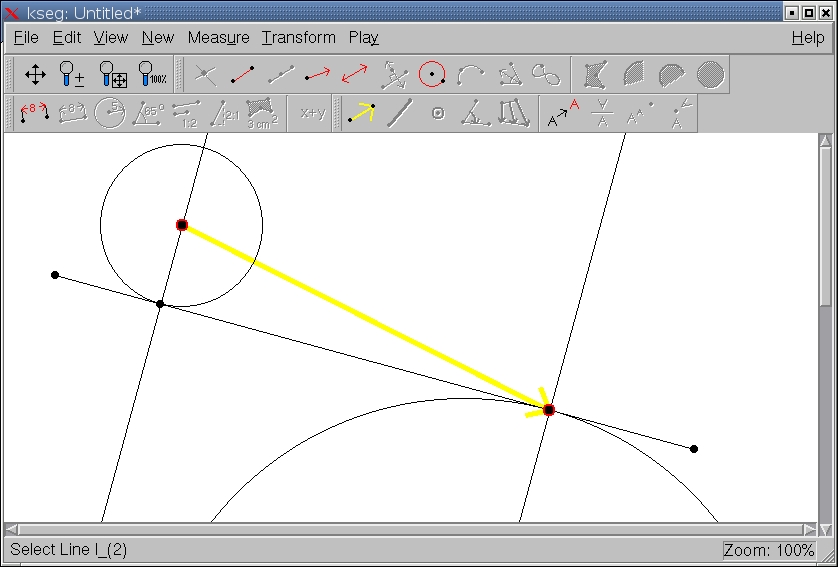 kseg: Untitled*
File Edit View New Measure Transform Play Help
± 100%
8 8 5 85° 1:2 2:1 3 cm² x+y A A A A A A A
Select Line l_(2) Zoom: 100%